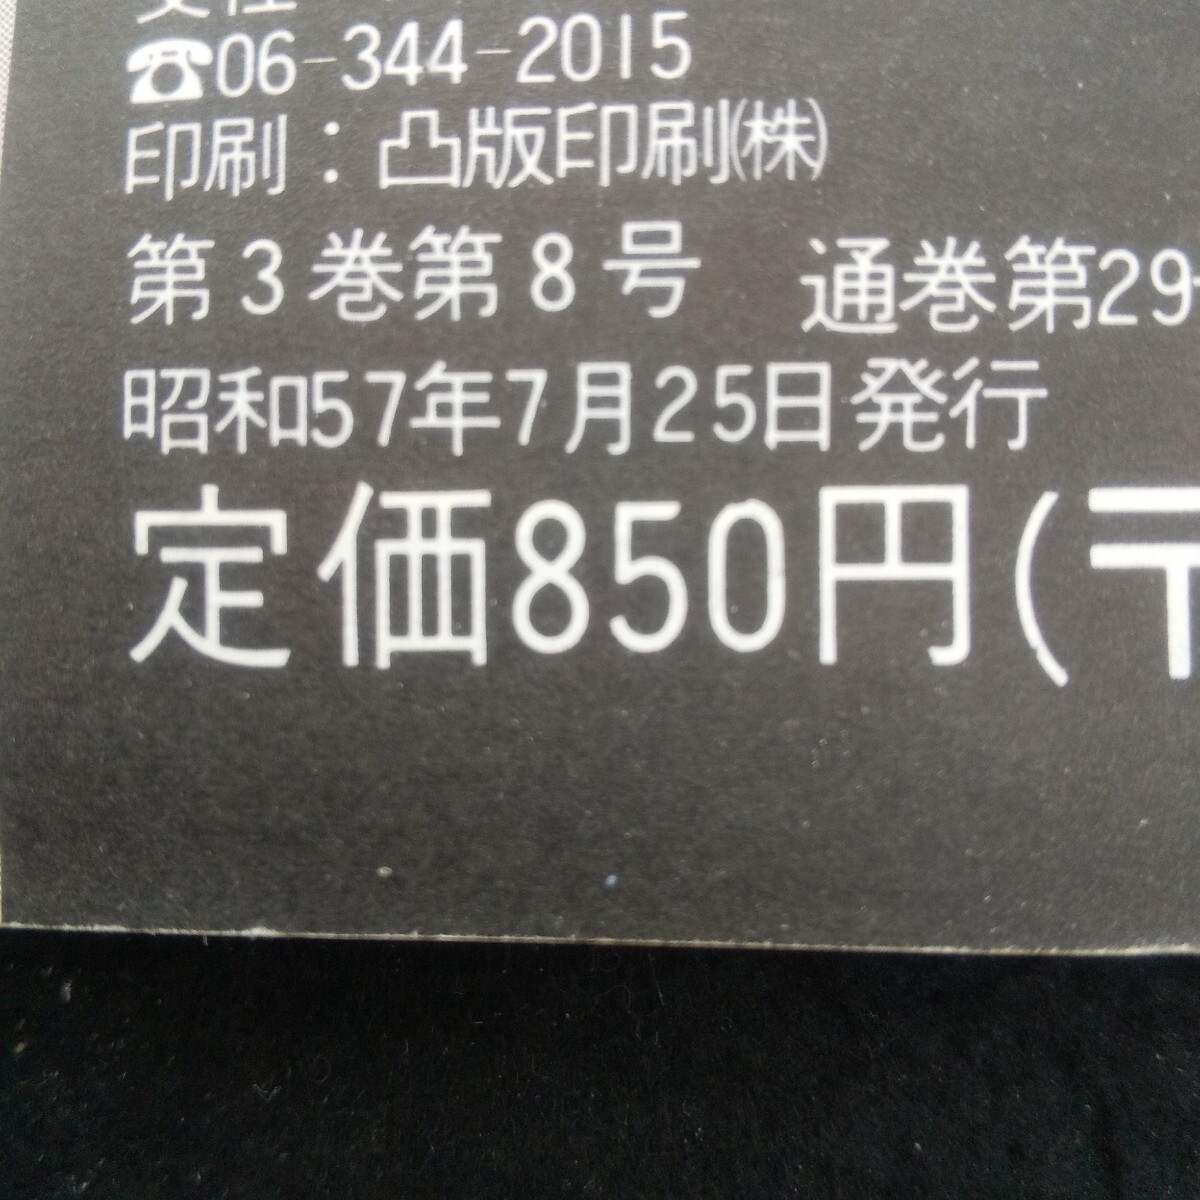 ☎06-344-2015
印刷：凸版印刷㈱
第3巻第8号　通巻第29
昭和57年7月25日発行
定価850円(〒